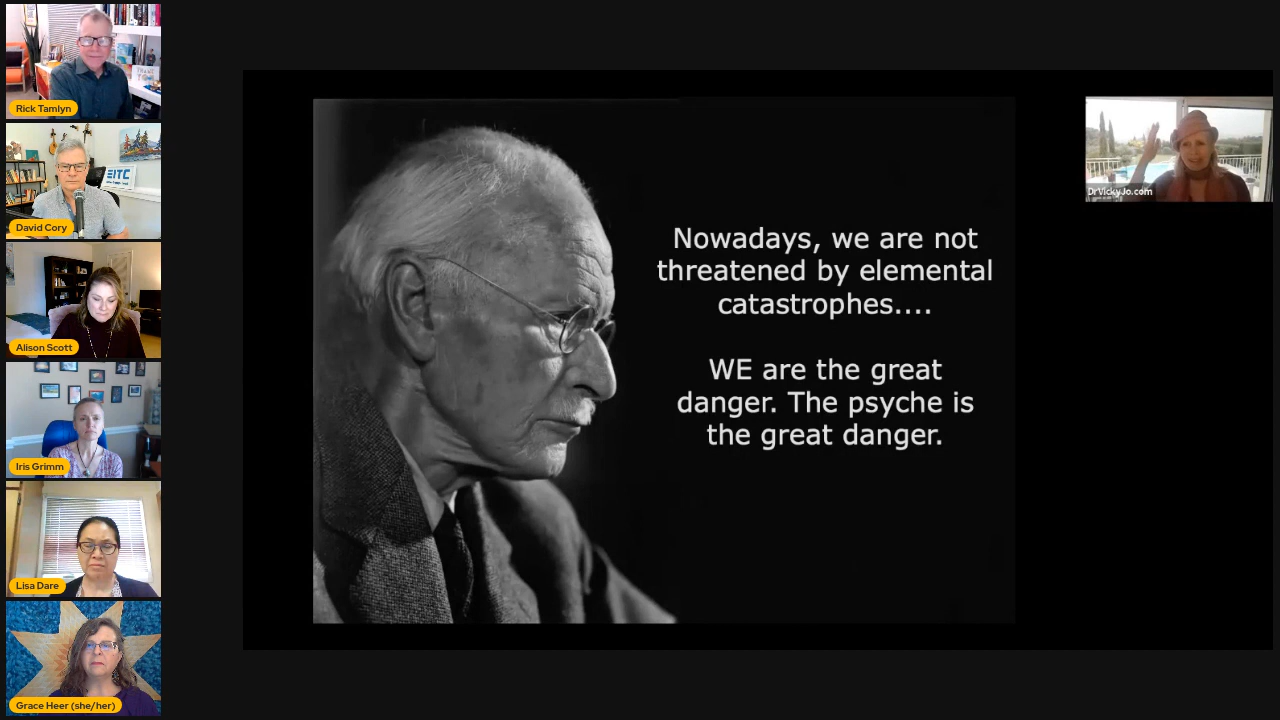 Rick Tamlyn
EITC
David Cory
Alison Scott
Iris Grimm
Lisa Dare
Grace Heer (she/her)
Nowadays, we are not
threatened by elemental
catastrophes....
WE are the great
danger. The psyche is
the great danger.
DrVickyJo.com